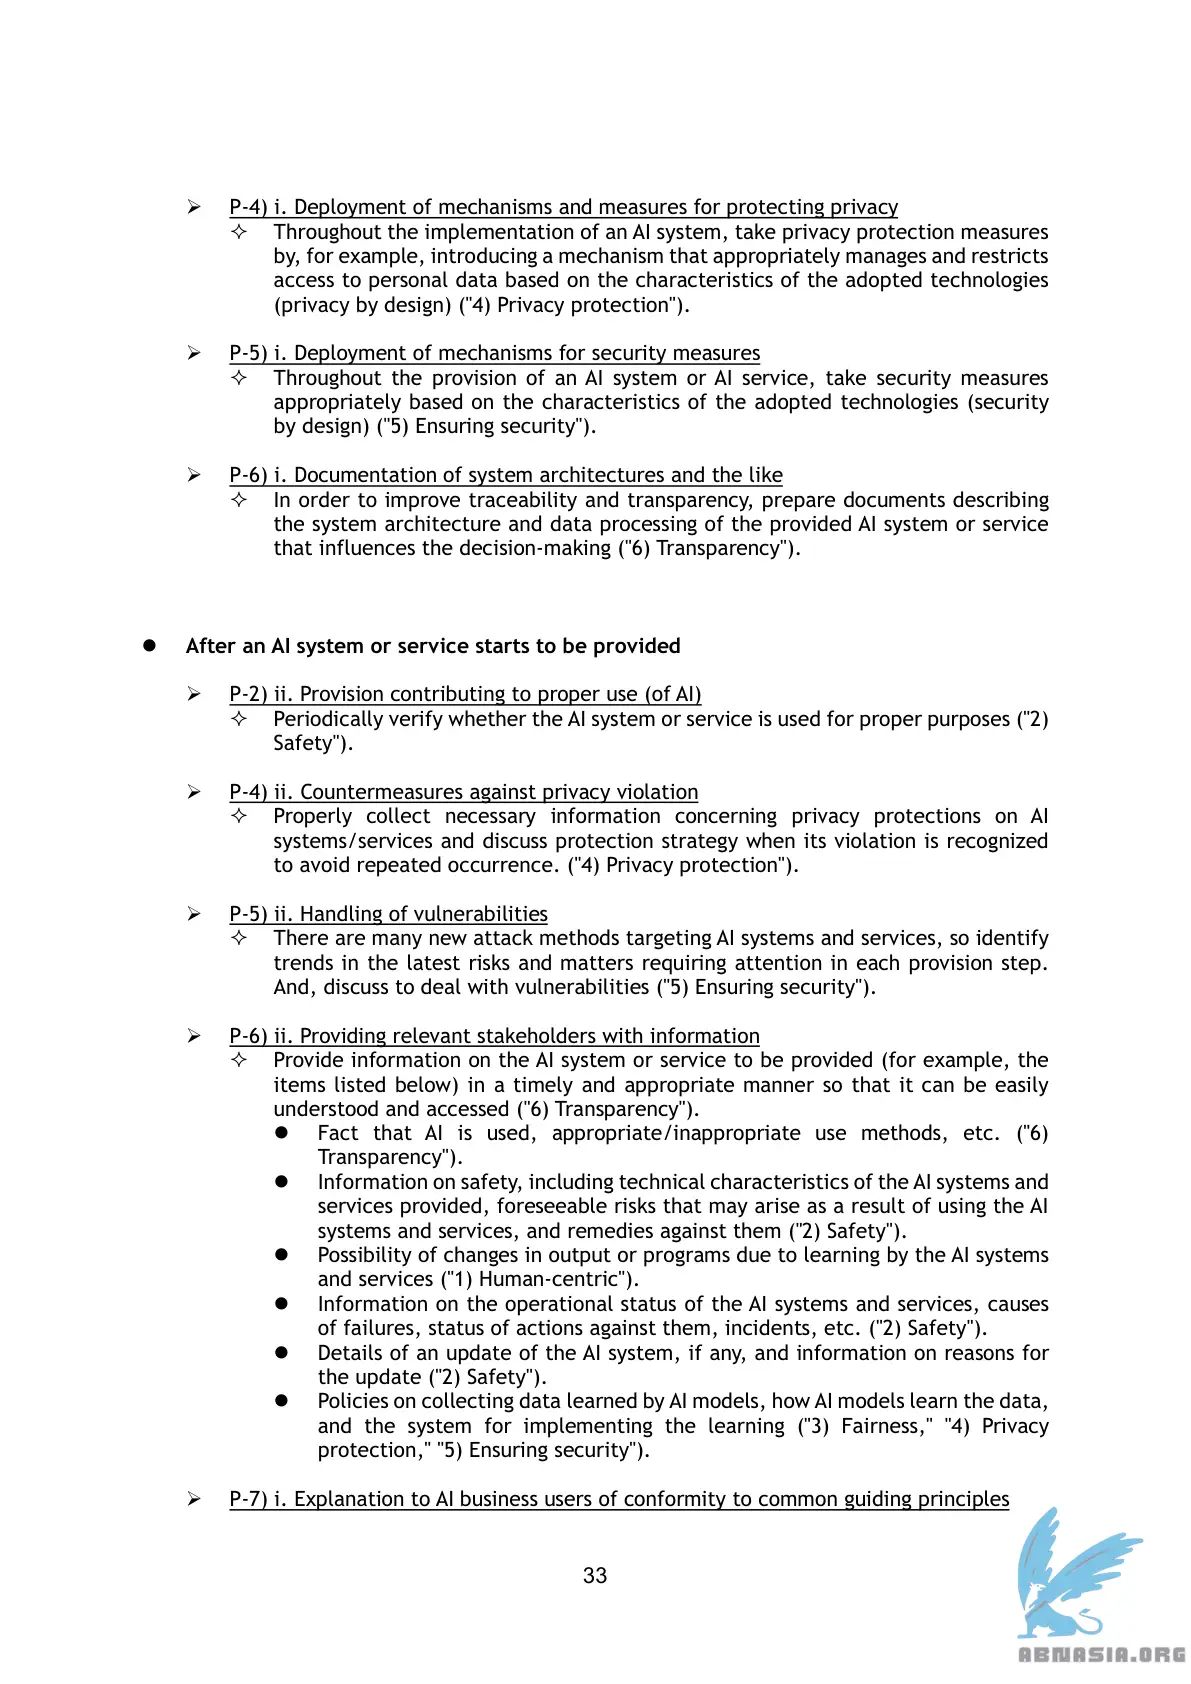 ➢ P-4) i. Deployment of mechanisms and measures for protecting privacy
✧ Throughout the implementation of an AI system, take privacy protection measures
by, for example, introducing a mechanism that appropriately manages and restricts
access to personal data based on the characteristics of the adopted technologies
(privacy by design) ("4) Privacy protection").
➢ P-5) i. Deployment of mechanisms for security measures
✧ Throughout the provision of an AI system or AI service, take security measures
appropriately based on the characteristics of the adopted technologies (security
by design) ("5) Ensuring security").
➢ P-6) i. Documentation of system architectures and the like
✧ In order to improve traceability and transparency, prepare documents describing
the system architecture and data processing of the provided AI system or service
that influences the decision-making ("6) Transparency").
● After an AI system or service starts to be provided
➢ P-2) ii. Provision contributing to proper use (of AI)
✧ Periodically verify whether the AI system or service is used for proper purposes ("2)
Safety").
➢ P-4) ii. Countermeasures against privacy violation
✧ Properly collect necessary information concerning privacy protections on AI
systems/services and discuss protection strategy when its violation is recognized
to avoid repeated occurrence. ("4) Privacy protection").
➢ P-5) ii. Handling of vulnerabilities
✧ There are many new attack methods targeting AI systems and services, so identify
trends in the latest risks and matters requiring attention in each provision step.
And, discuss to deal with vulnerabilities ("5) Ensuring security").
➢ P-6) ii. Providing relevant stakeholders with information
✧ Provide information on the AI system or service to be provided (for example, the
items listed below) in a timely and appropriate manner so that it can be easily
understood and accessed ("6) Transparency").
● Fact that AI is used, appropriate/inappropriate use methods, etc. ("6)
Transparency").
● Information on safety, including technical characteristics of the AI systems and
services provided, foreseeable risks that may arise as a result of using the AI
systems and services, and remedies against them ("2) Safety").
● Possibility of changes in output or programs due to learning by the AI systems
and services ("1) Human-centric").
● Information on the operational status of the AI systems and services, causes
of failures, status of actions against them, incidents, etc. ("2) Safety").
● Details of an update of the AI system, if any, and information on reasons for
the update ("2) Safety").
● Policies on collecting data learned by AI models, how AI models learn the data,
and the system for implementing the learning ("3) Fairness," "4) Privacy
protection," "5) Ensuring security").
➢ P-7) i. Explanation to AI business users of conformity to common guiding principles
33
ABNASIA.ORG